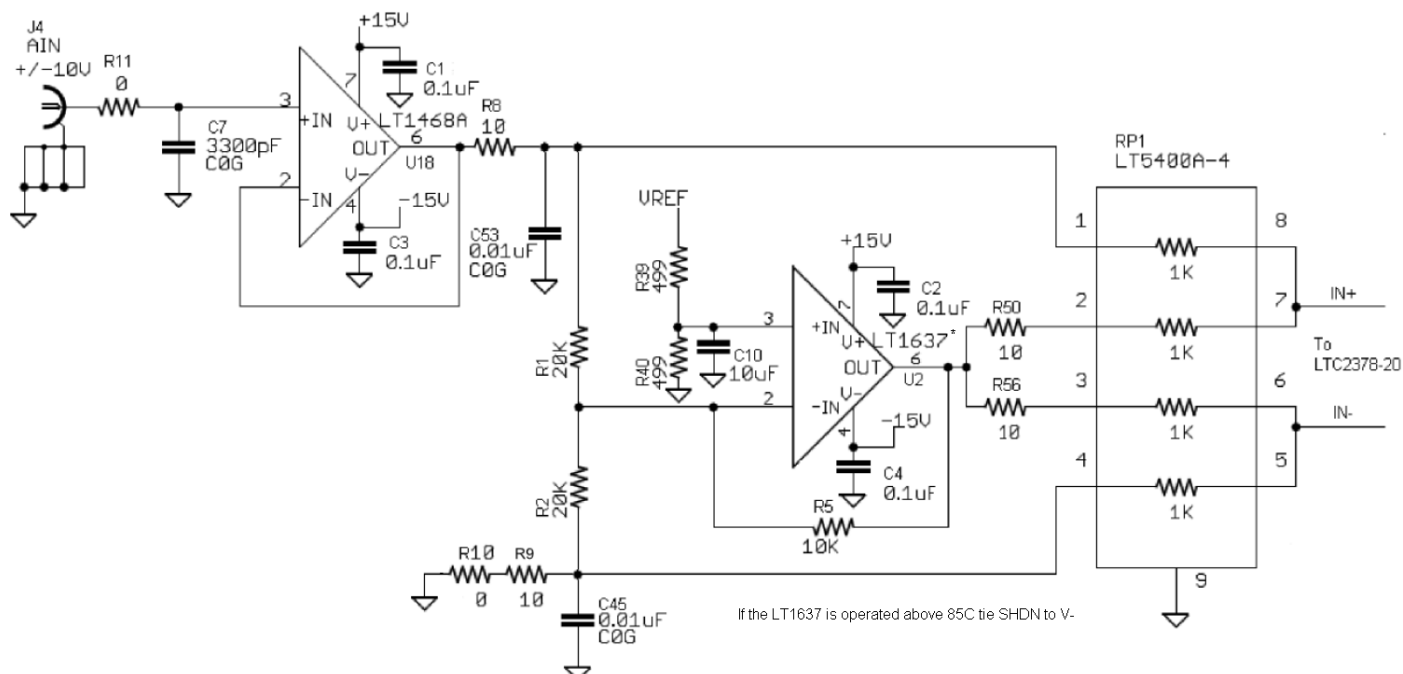 J4
AIN
+/-10V
R11
0
C7
3300pF
C0G
3
+IN
2
-IN
7
V+
+15V
C1
0.1uF
LT1468A
OUT
6
U18
V-
4
-15V
C3
0.1uF
R8
10
C53
0.01uF
C0G
R1
20K
R2
20K
R10
0
R9
10
C45
0.01uF
C0G
VREF
R39
499
R40
499
C10
10uF
3
+IN
2
-IN
+15V
7
V+
C2
0.1uF
LT1637*
OUT
6
U2
V-
4
-15V
C4
0.1uF
R5
10K
R50
10
R56
10
RP1
LT5400A-4
1
8
1K
2
7
1K
3
6
1K
4
5
1K
9
IN+
To
LTC2378-20
IN-
If the LT1637 is operated above 85C tie SHDN to V-